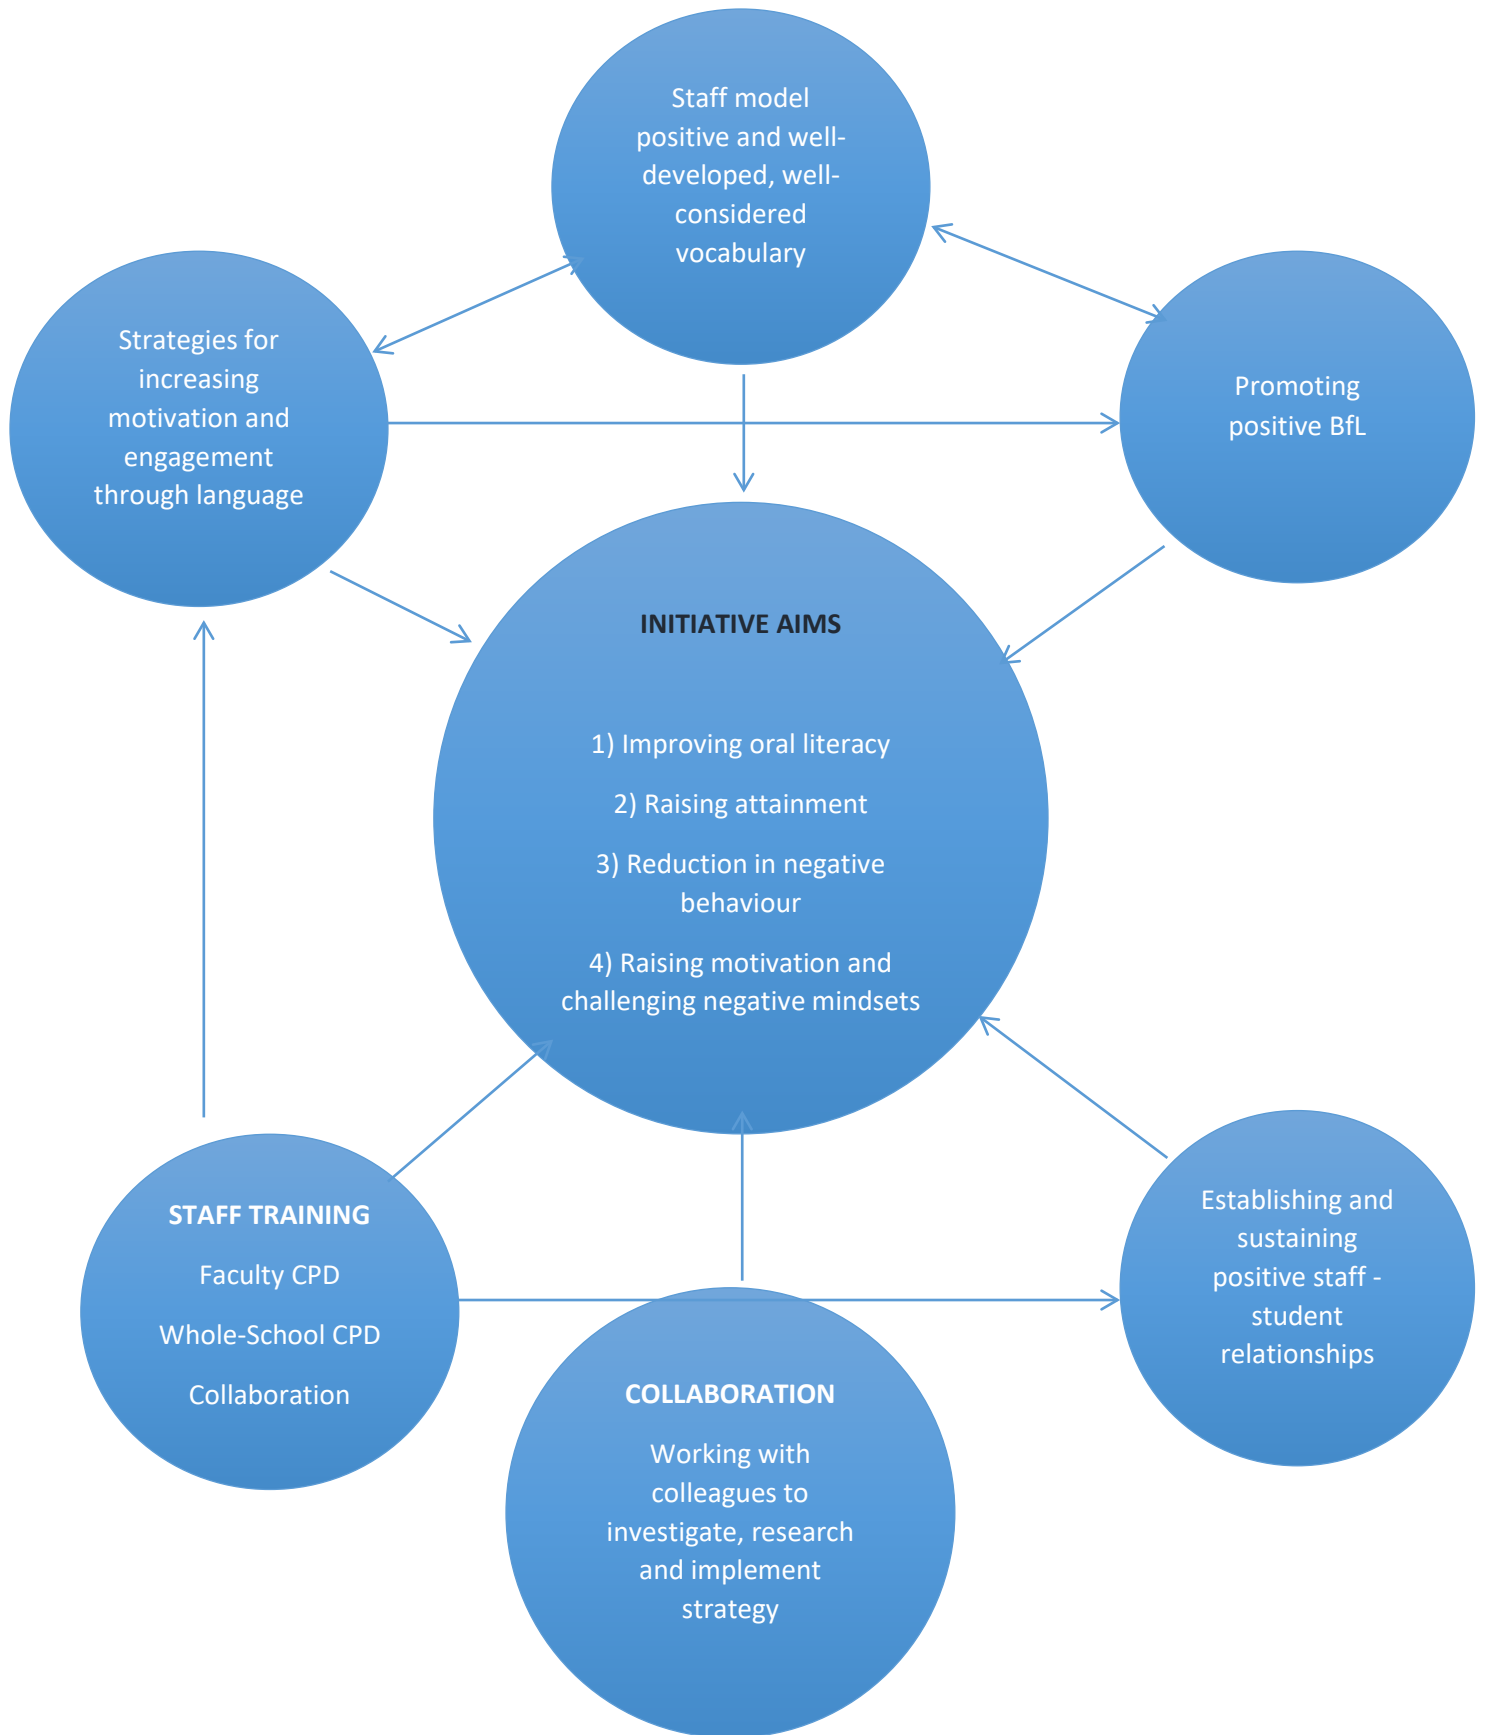 Staff model
positive and well-
developed, well-
considered
vocabulary
Strategies for
increasing
motivation and
engagement
through language
Promoting
positive BfL
INITIATIVE AIMS
1) Improving oral literacy
2) Raising attainment
3) Reduction in negative
behaviour
4) Raising motivation and
challenging negative mindsets
STAFF TRAINING
Faculty CPD
Whole-School CPD
Collaboration
COLLABORATION
Working with
colleagues to
investigate, research
and implement
strategy
Establishing and
sustaining
positive staff -
student
relationships